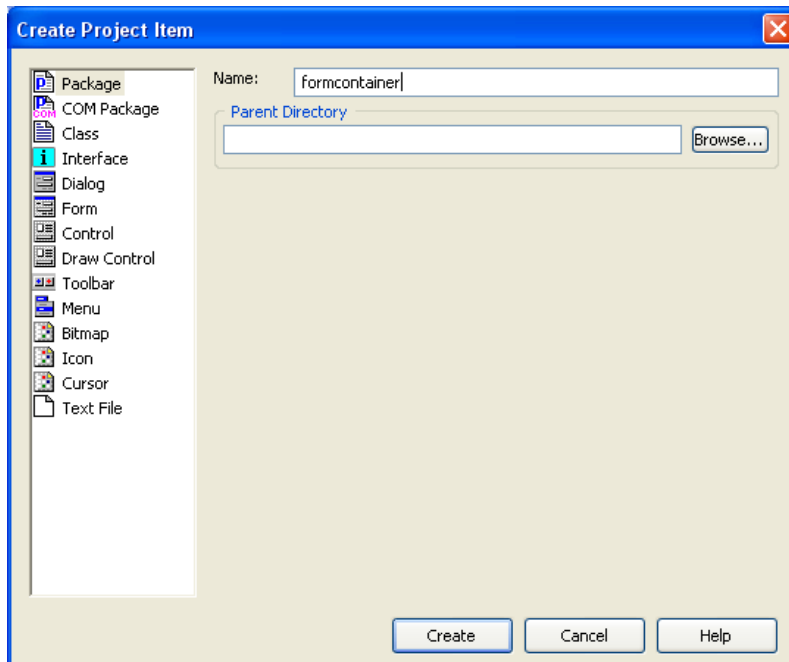 Create Project Item
Package
COM Package
Class
Interface
Dialog
Form
Control
Draw Control
Toolbar
Menu
Bitmap
Icon
Cursor
Text File
Name: formcontainer
Parent Directory
Browse...
Create Cancel Help